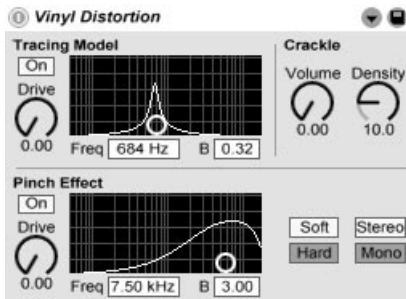 Vinyl Distortion
Tracing Model
On
Drive
0.00
Freq 684 Hz B 0.32
Crackle
Volume Density
0.00 10.0
Pinch Effect
On
Drive
0.00
Freq 7.50 kHz B 3.00
Soft Stereo
Hard Mono